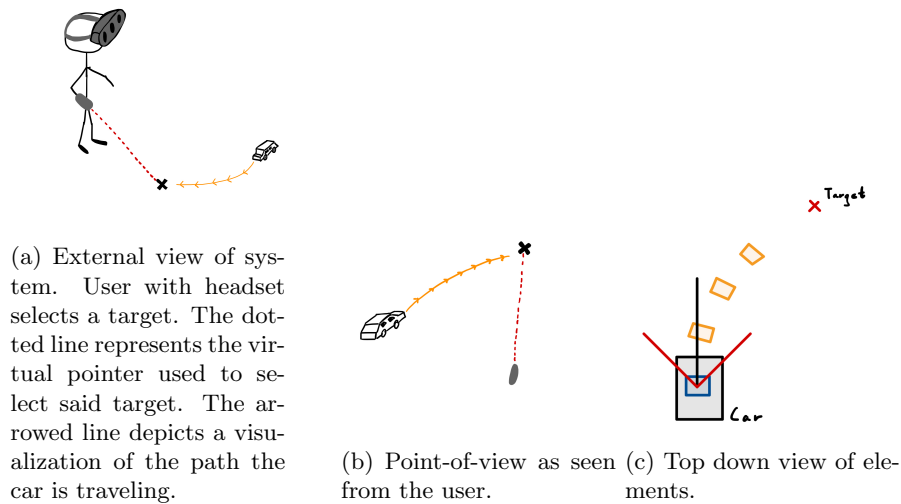 Target
Car
(a) External view of sys-
tem. User with headset
selects a target. The dot-
ted line represents the vir-
tual pointer used to se-
lect said target. The ar-
rowed line depicts a visu-
alization of the path the
car is traveling.
(b) Point-of-view as seen
from the user.
(c) Top down view of ele-
ments.